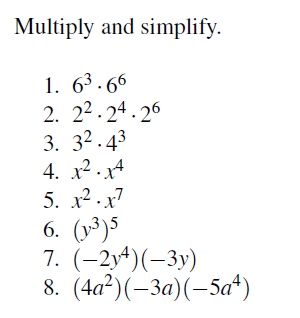 Multiply and simplify.
1. 6³ · 6⁶
2. 2² · 2⁴ · 2⁶
3. 3² · 4³
4. x² · x⁴
5. x² · x⁷
6. (y³)⁵
7. (−2y⁴)(−3y)
8. (4a²)(−3a)(−5a⁴)